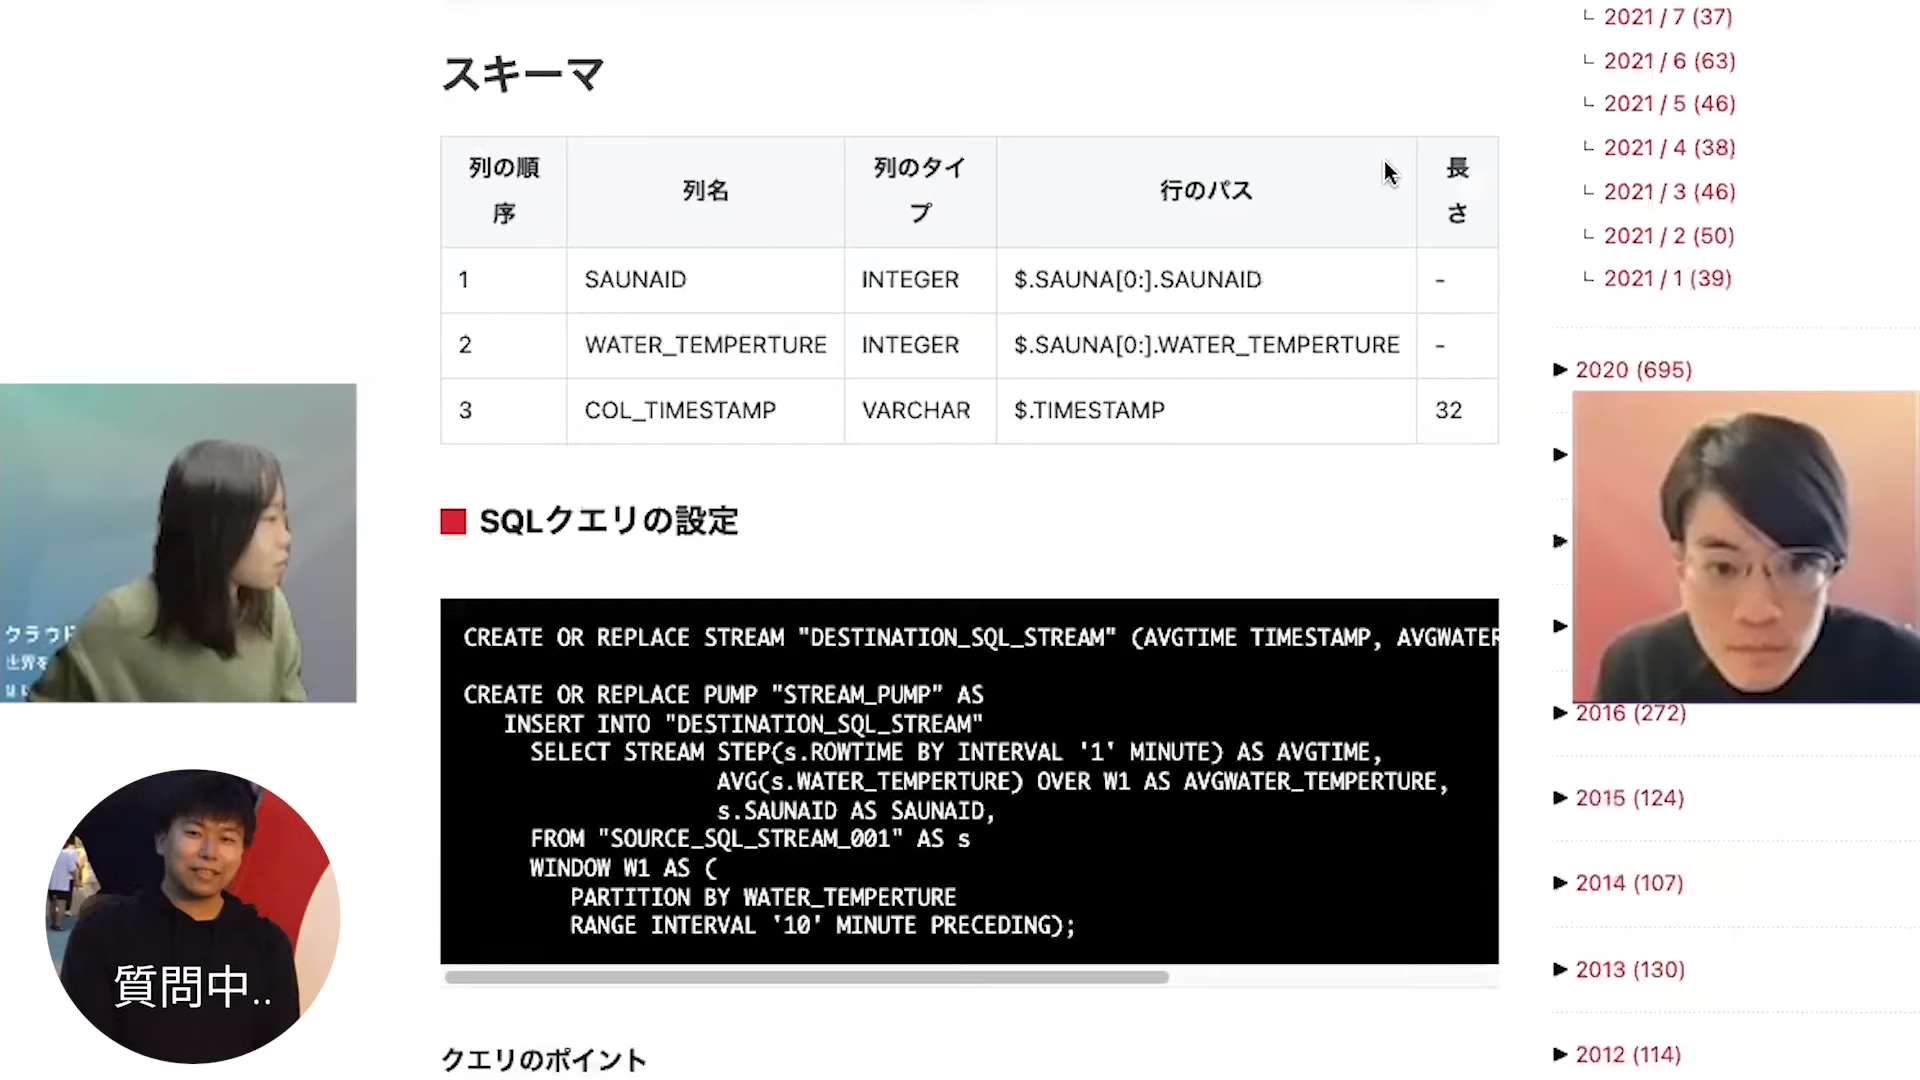 スキーマ
列の順序
列名
列のタイプ
行のパス
長さ
1 SAUNAID INTEGER $.SAUNA[0:].SAUNAID -
2 WATER_TEMPERTURE INTEGER $.SAUNA[0:].WATER_TEMPERTURE -
3 COL_TIMESTAMP VARCHAR $.TIMESTAMP 32
SQLクエリの設定
CREATE OR REPLACE STREAM "DESTINATION_SQL_STREAM" (AVGTIME TIMESTAMP, AVGWATER
CREATE OR REPLACE PUMP "STREAM_PUMP" AS
INSERT INTO "DESTINATION_SQL_STREAM"
SELECT STREAM STEP(s.ROWTIME BY INTERVAL '1' MINUTE) AS AVGTIME,
AVG(s.WATER_TEMPERTURE) OVER W1 AS AVGWATER_TEMPERTURE,
s.SAUNAID AS SAUNAID,
FROM "SOURCE_SQL_STREAM_001" AS s
WINDOW W1 AS (
PARTITION BY WATER_TEMPERTURE
RANGE INTERVAL '10' MINUTE PRECEDING);
クエリのポイント
2021 / 7 (37)
2021 / 6 (63)
2021 / 5 (46)
2021 / 4 (38)
2021 / 3 (46)
2021 / 2 (50)
2021 / 1 (39)
2020 (695)
2016 (272)
2015 (124)
2014 (107)
2013 (130)
2012 (114)
クラウド
世界を
質問中..